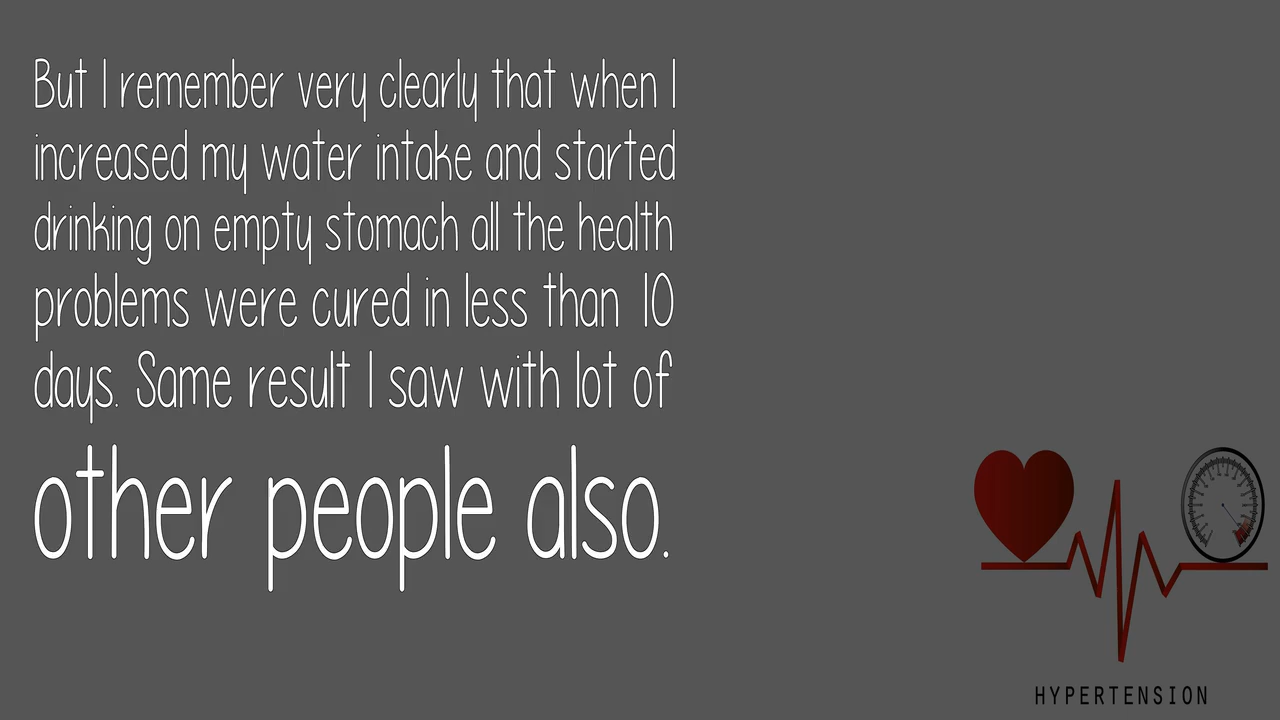 But I remember very clearly that when I
increased my water intake and started
drinking on empty stomach all the health
problems were cured in less than 10
days. Same result I saw with lot of
other people also.
HYPERTENSION